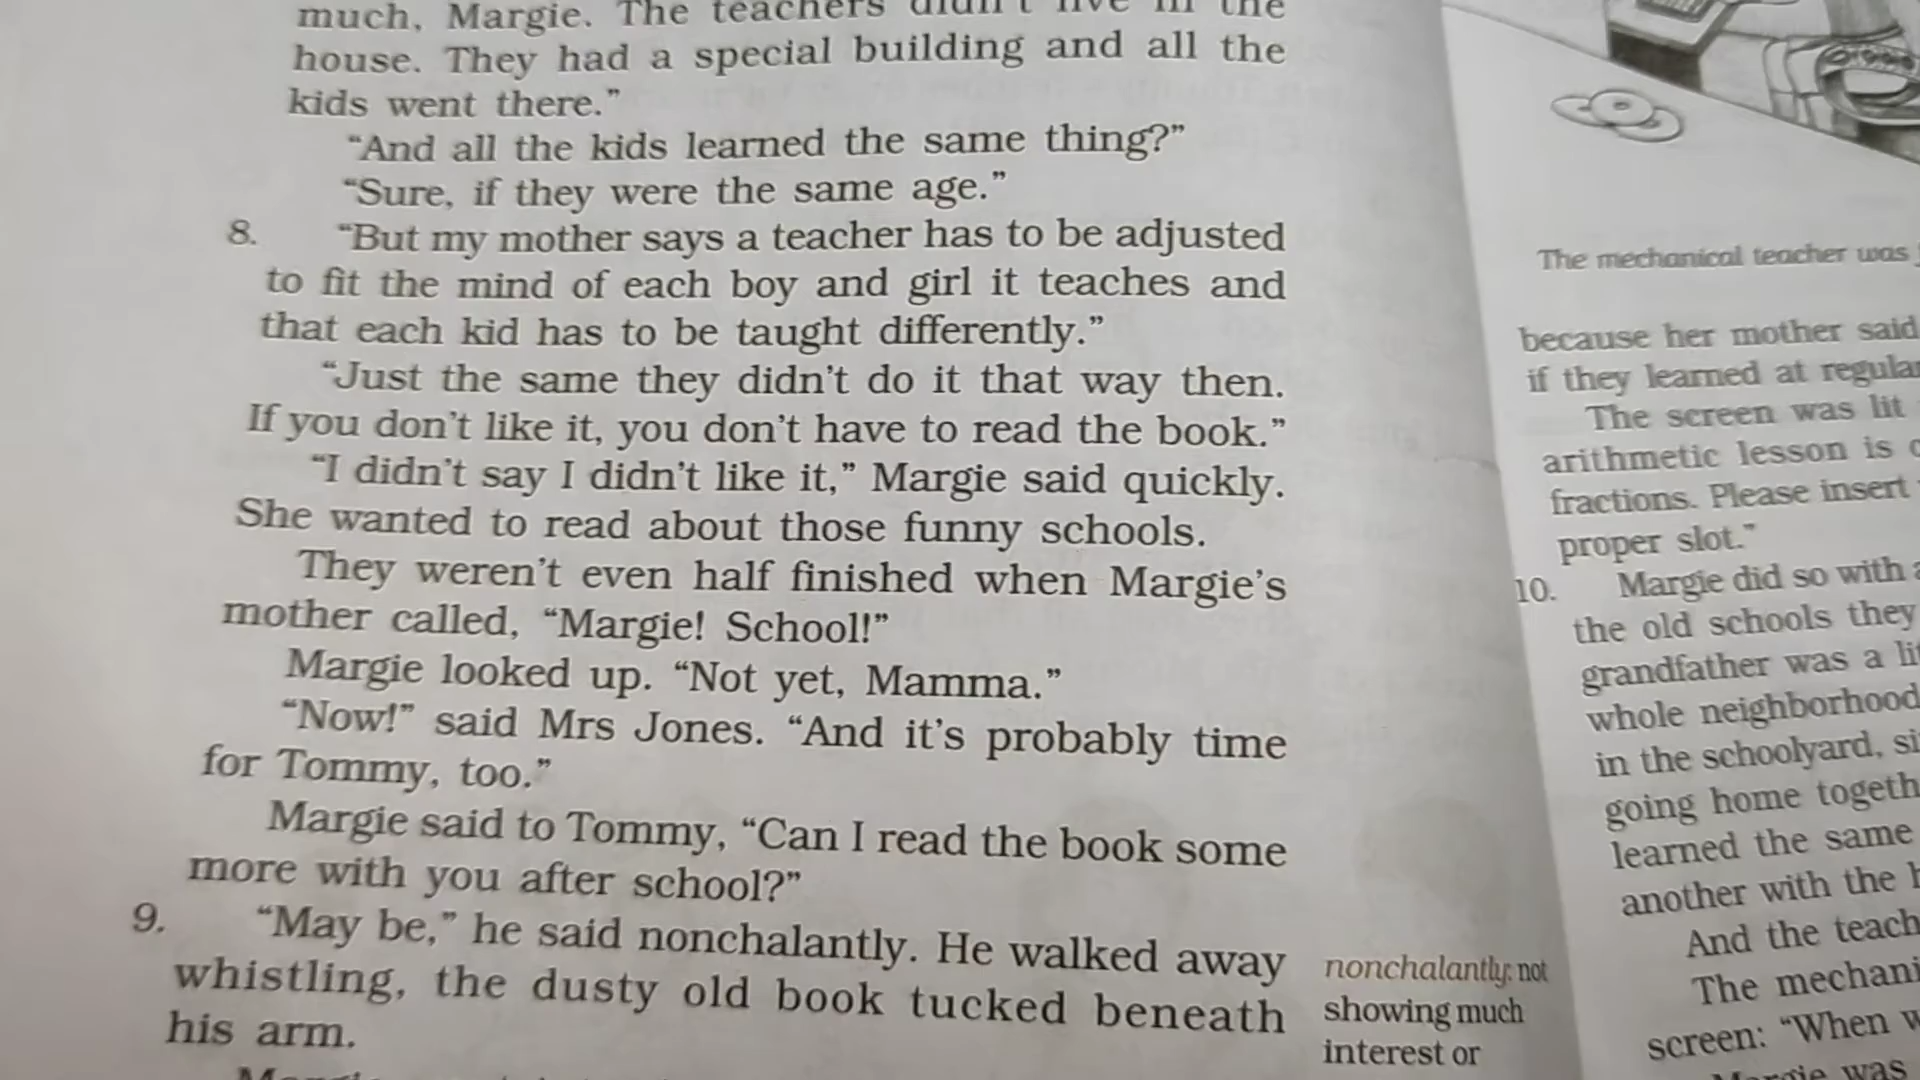 much, Margie. The teachers didn't live in the
house. They had a special building and all the
kids went there.”
“And all the kids learned the same thing?”
“Sure, if they were the same age.”
8. “But my mother says a teacher has to be adjusted
to fit the mind of each boy and girl it teaches and
that each kid has to be taught differently.”
“Just the same they didn't do it that way then.
If you don't like it, you don't have to read the book.”
“I didn't say I didn't like it,” Margie said quickly.
She wanted to read about those funny schools.
They weren't even half finished when Margie's
mother called, “Margie! School!”
Margie looked up. “Not yet, Mamma.”
“Now!” said Mrs Jones. “And it's probably time
for Tommy, too.”
Margie said to Tommy, “Can I read the book some
more with you after school?”
9. “May be,” he said nonchalantly. He walked away
whistling, the dusty old book tucked beneath
his arm.
nonchalantly: not
showing much
interest or
The mechanical teacher was
because her mother said
if they learned at regular
The screen was lit
arithmetic lesson is
fractions. Please insert
proper slot.”
10. Margie did so with
the old schools they
grandfather was a
whole neighborhood
in the schoolyard,
going home
learned the same
another with the
And the
The
screen: “When
was